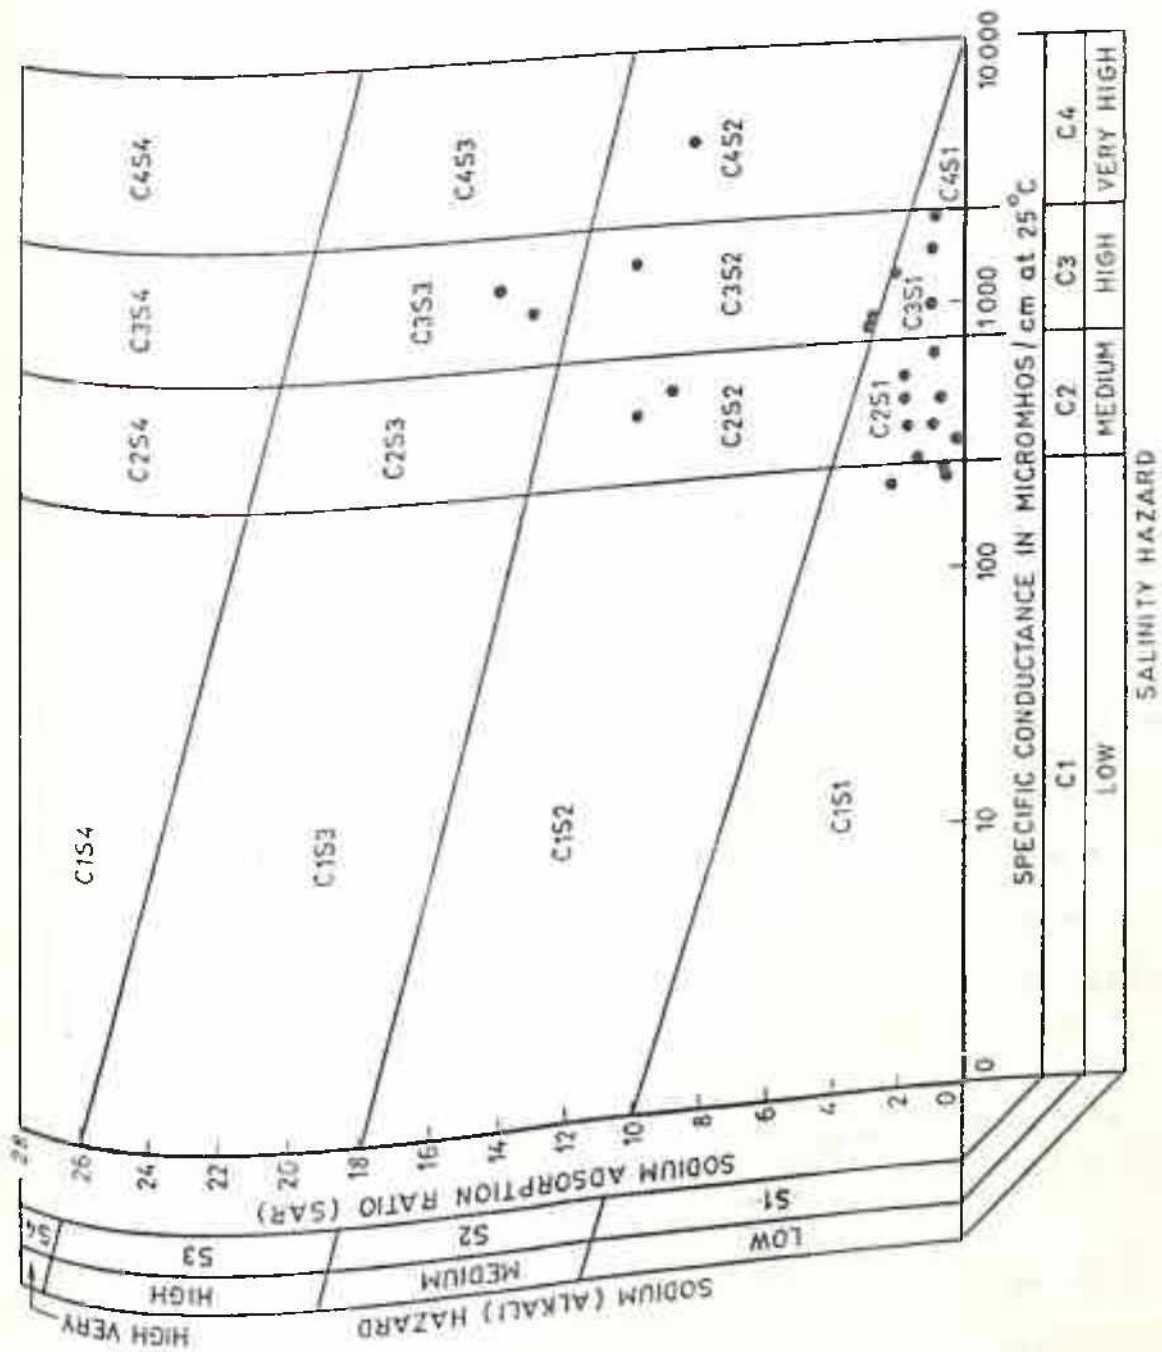 28
26
24
22
20
18
16
14
12
10
8
6
4
2
0
SODIUM ADSORPTION RATIO (SAR)
S4
S3
S2
S1
HIGH VERY
HIGH
MEDIUM
LOW
SODIUM (ALKALI) HAZARD
C1S4
C2S4
C3S4
C4S4
C1S3
C2S3
C3S3
C4S3
C1S2
C2S2
C3S2
C4S2
C1S1
C2S1
C3S1
C4S1
0
10
100
1000
10 000
SPECIFIC CONDUCTANCE IN MICROMHOS/cm at 25°C
C1
C2
C3
C4
LOW
MEDIUM
HIGH
VERY HIGH
SALINITY HAZARD